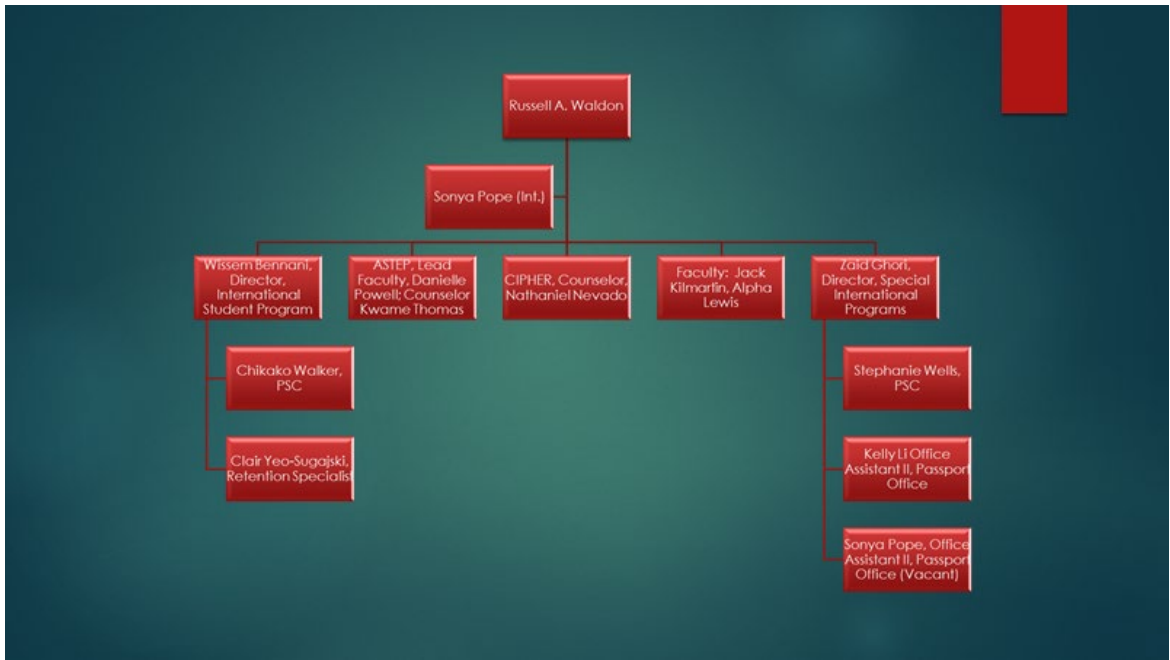 Russell A. Waldon
Sonya Pope (Int.)
Wissem Bennani,
Director,
International
Student Program
ASTEP, Lead
Faculty, Danielle
Powell; Counselor
Kwame Thomas
CIPHER, Counselor,
Nathaniel Nevado
Faculty: Jack
Kilmartin, Alpha
Lewis
Zaid Ghori,
Director, Special
International
Programs
Chikako Walker,
PSC
Clair Yeo-Sugajski,
Retention Specialist
Stephanie Wells,
PSC
Kelly Li Office
Assistant II, Passport
Office
Sonya Pope, Office
Assistant II, Passport
Office (Vacant)